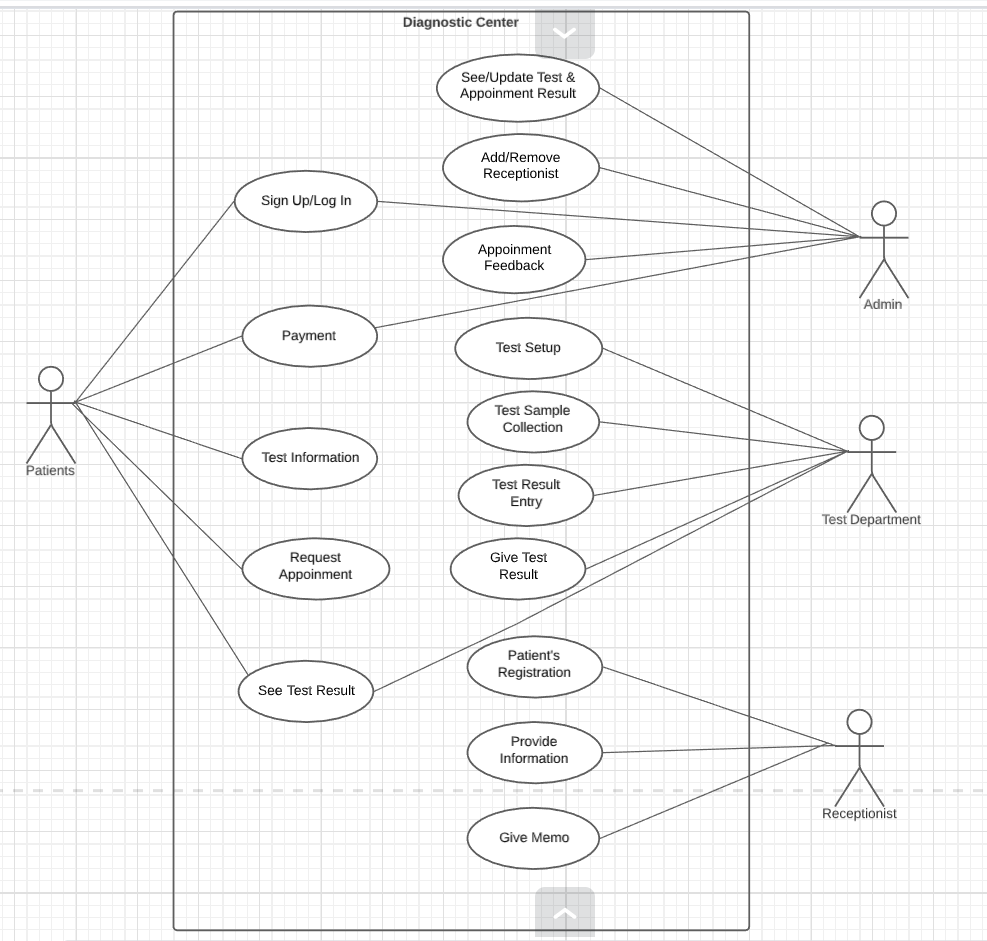 Diagnostic Center
See/Update Test &
Appoinment Result
Add/Remove
Receptionist
Sign Up/Log In
Appoinment
Feedback
Admin
Payment
Test Setup
Test Sample
Collection
Patients
Test Information
Test Result
Entry
Test Department
Request
Appoinment
Give Test
Result
See Test Result
Patient's
Registration
Provide
Information
Receptionist
Give Memo